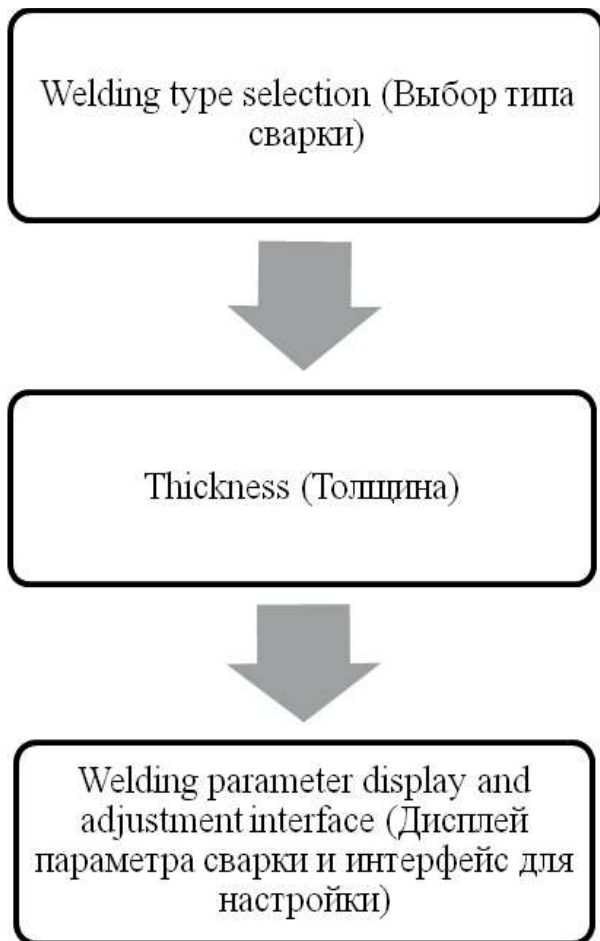 Welding type selection (Выбор типа
сварки)
Thickness (Толщина)
Welding parameter display and
adjustment interface (Дисплей
параметра сварки и интерфейс для
настройки)